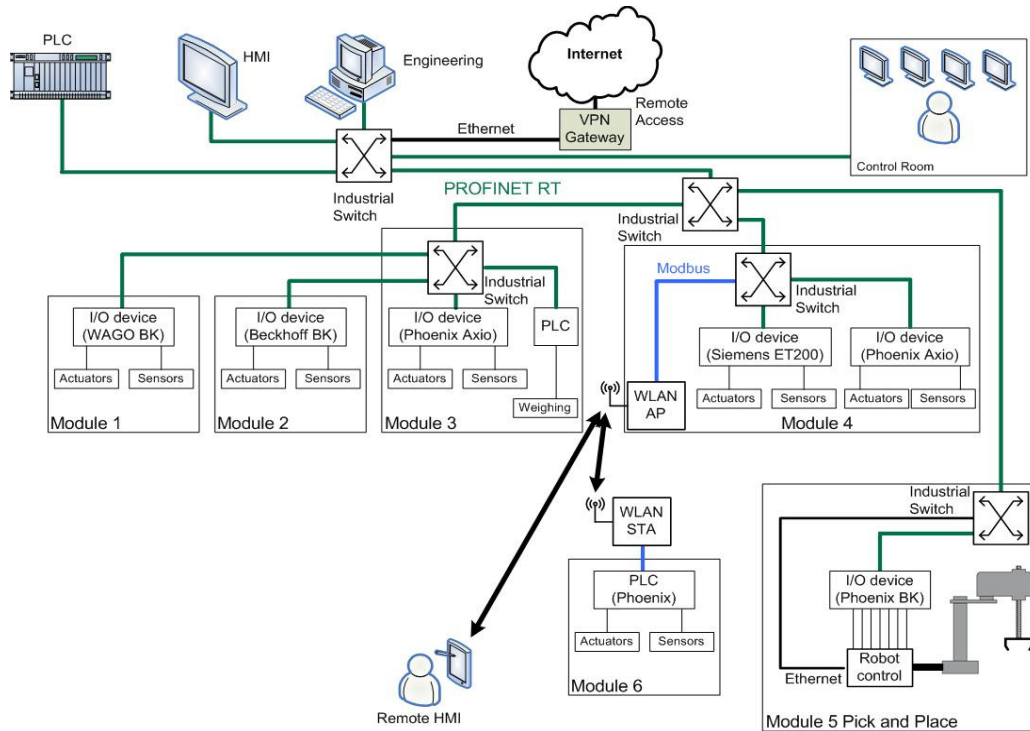 PLC
HMI
Engineering
Internet
Remote
Access
VPN
Gateway
Ethernet
Control Room
Industrial
Switch
PROFINET RT
Industrial
Switch
Industrial
Switch
Modbus
Industrial
Switch
I/O device
(WAGO BK)
Actuators
Sensors
Module 1
I/O device
(Beckhoff BK)
Actuators
Sensors
Module 2
I/O device
(Phoenix Axio)
PLC
Actuators
Sensors
Weighing
Module 3
I/O device
(Siemens ET200)
I/O device
(Phoenix Axio)
WLAN
AP
Actuators
Sensors
Actuators
Sensors
Module 4
WLAN
STA
PLC
(Phoenix)
Actuators
Sensors
Module 6
Remote HMI
Industrial
Switch
I/O device
(Phoenix BK)
Ethernet
Robot
control
Module 5 Pick and Place